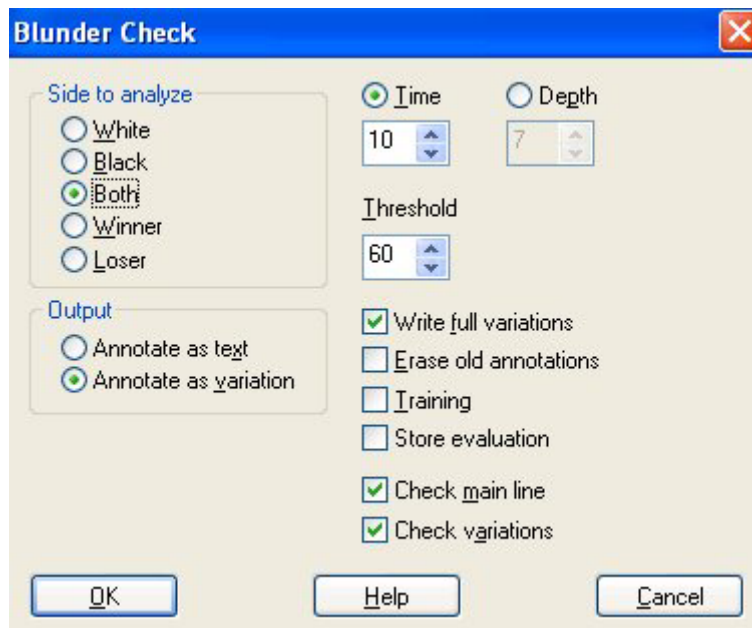 Blunder Check
Side to analyze
White
Black
Both
Winner
Loser
Output
Annotate as text
Annotate as variation
Time
Depth
10
7
Threshold
60
Write full variations
Erase old annotations
Training
Store evaluation
Check main line
Check variations
OK
Help
Cancel